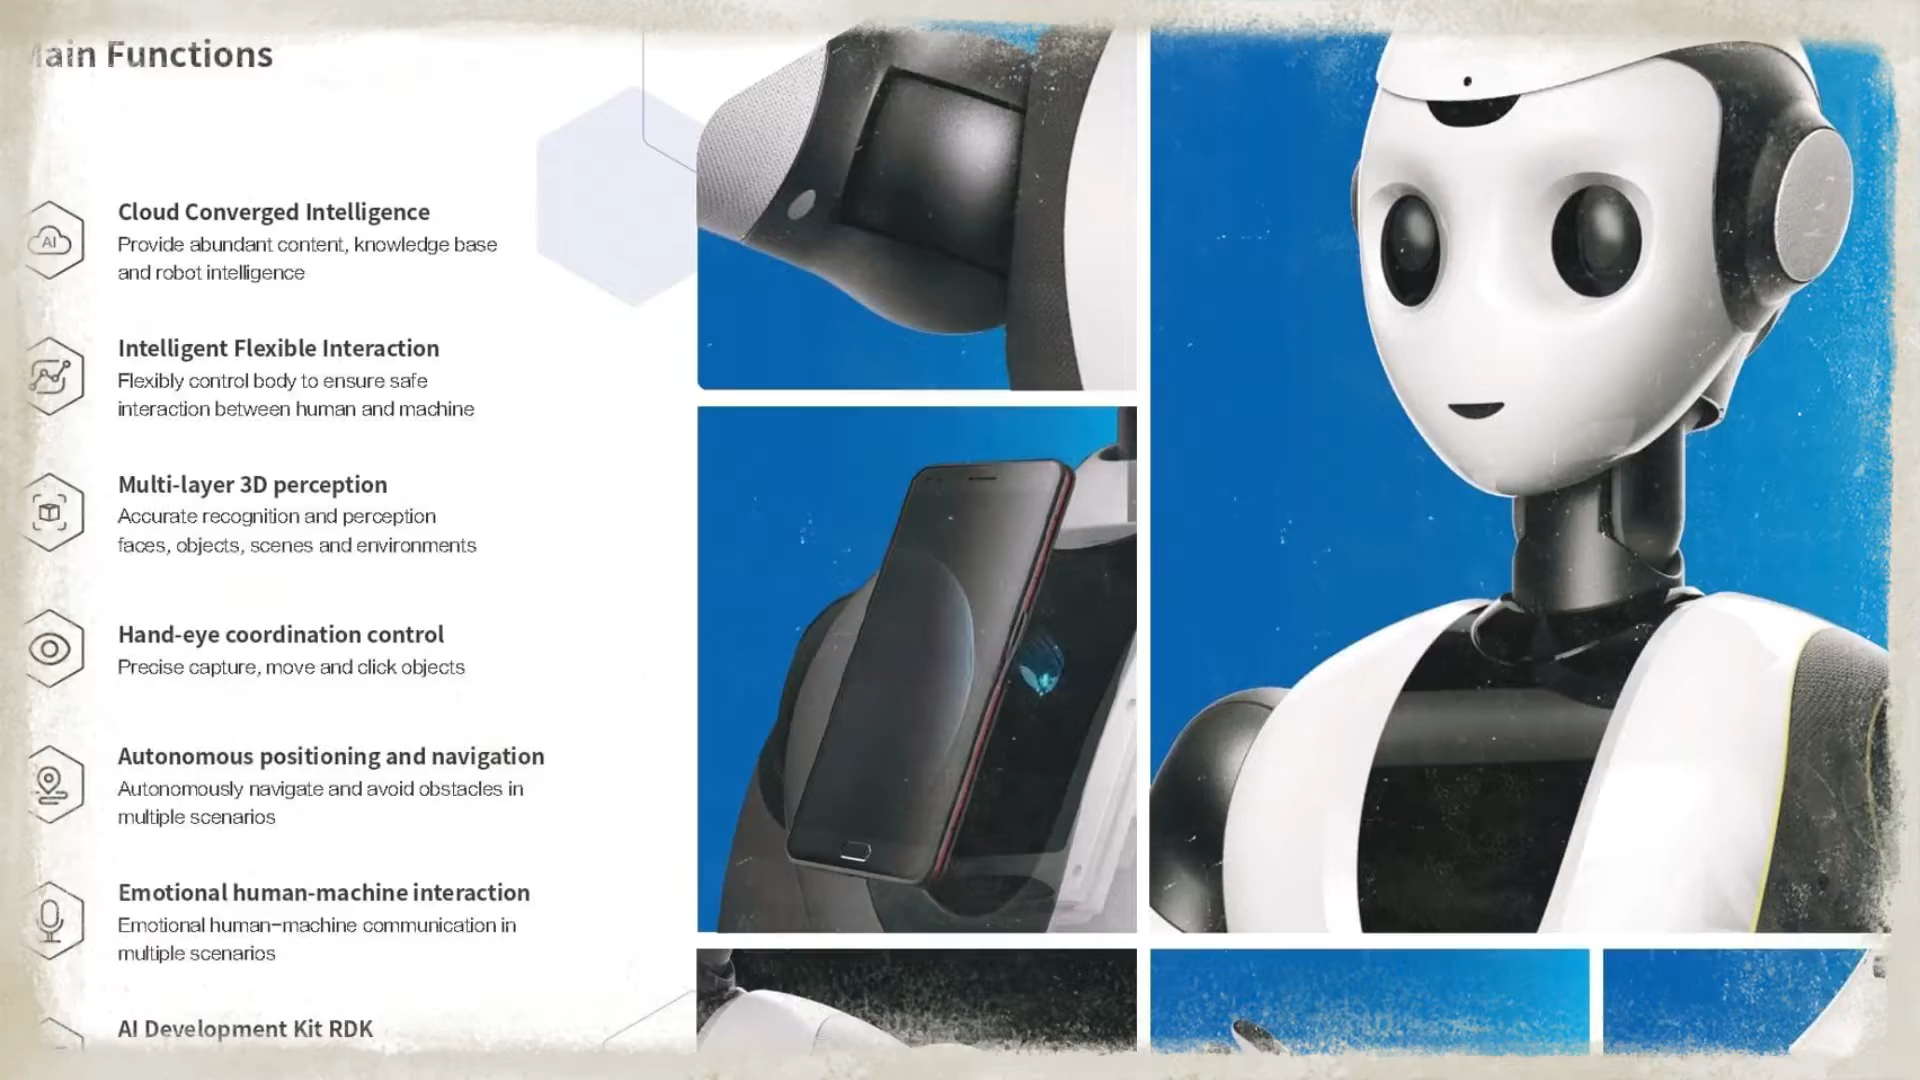 Main Functions
Cloud Converged Intelligence
Provide abundant content, knowledge base
and robot intelligence
AI
Intelligent Flexible Interaction
Flexibly control body to ensure safe
interaction between human and machine
Multi-layer 3D perception
Accurate recognition and perception
faces, objects, scenes and environments
Hand-eye coordination control
Precise capture, move and click objects
Autonomous positioning and navigation
Autonomously navigate and avoid obstacles in
multiple scenarios
Emotional human-machine interaction
Emotional human-machine communication in
multiple scenarios
AI Development Kit RDK